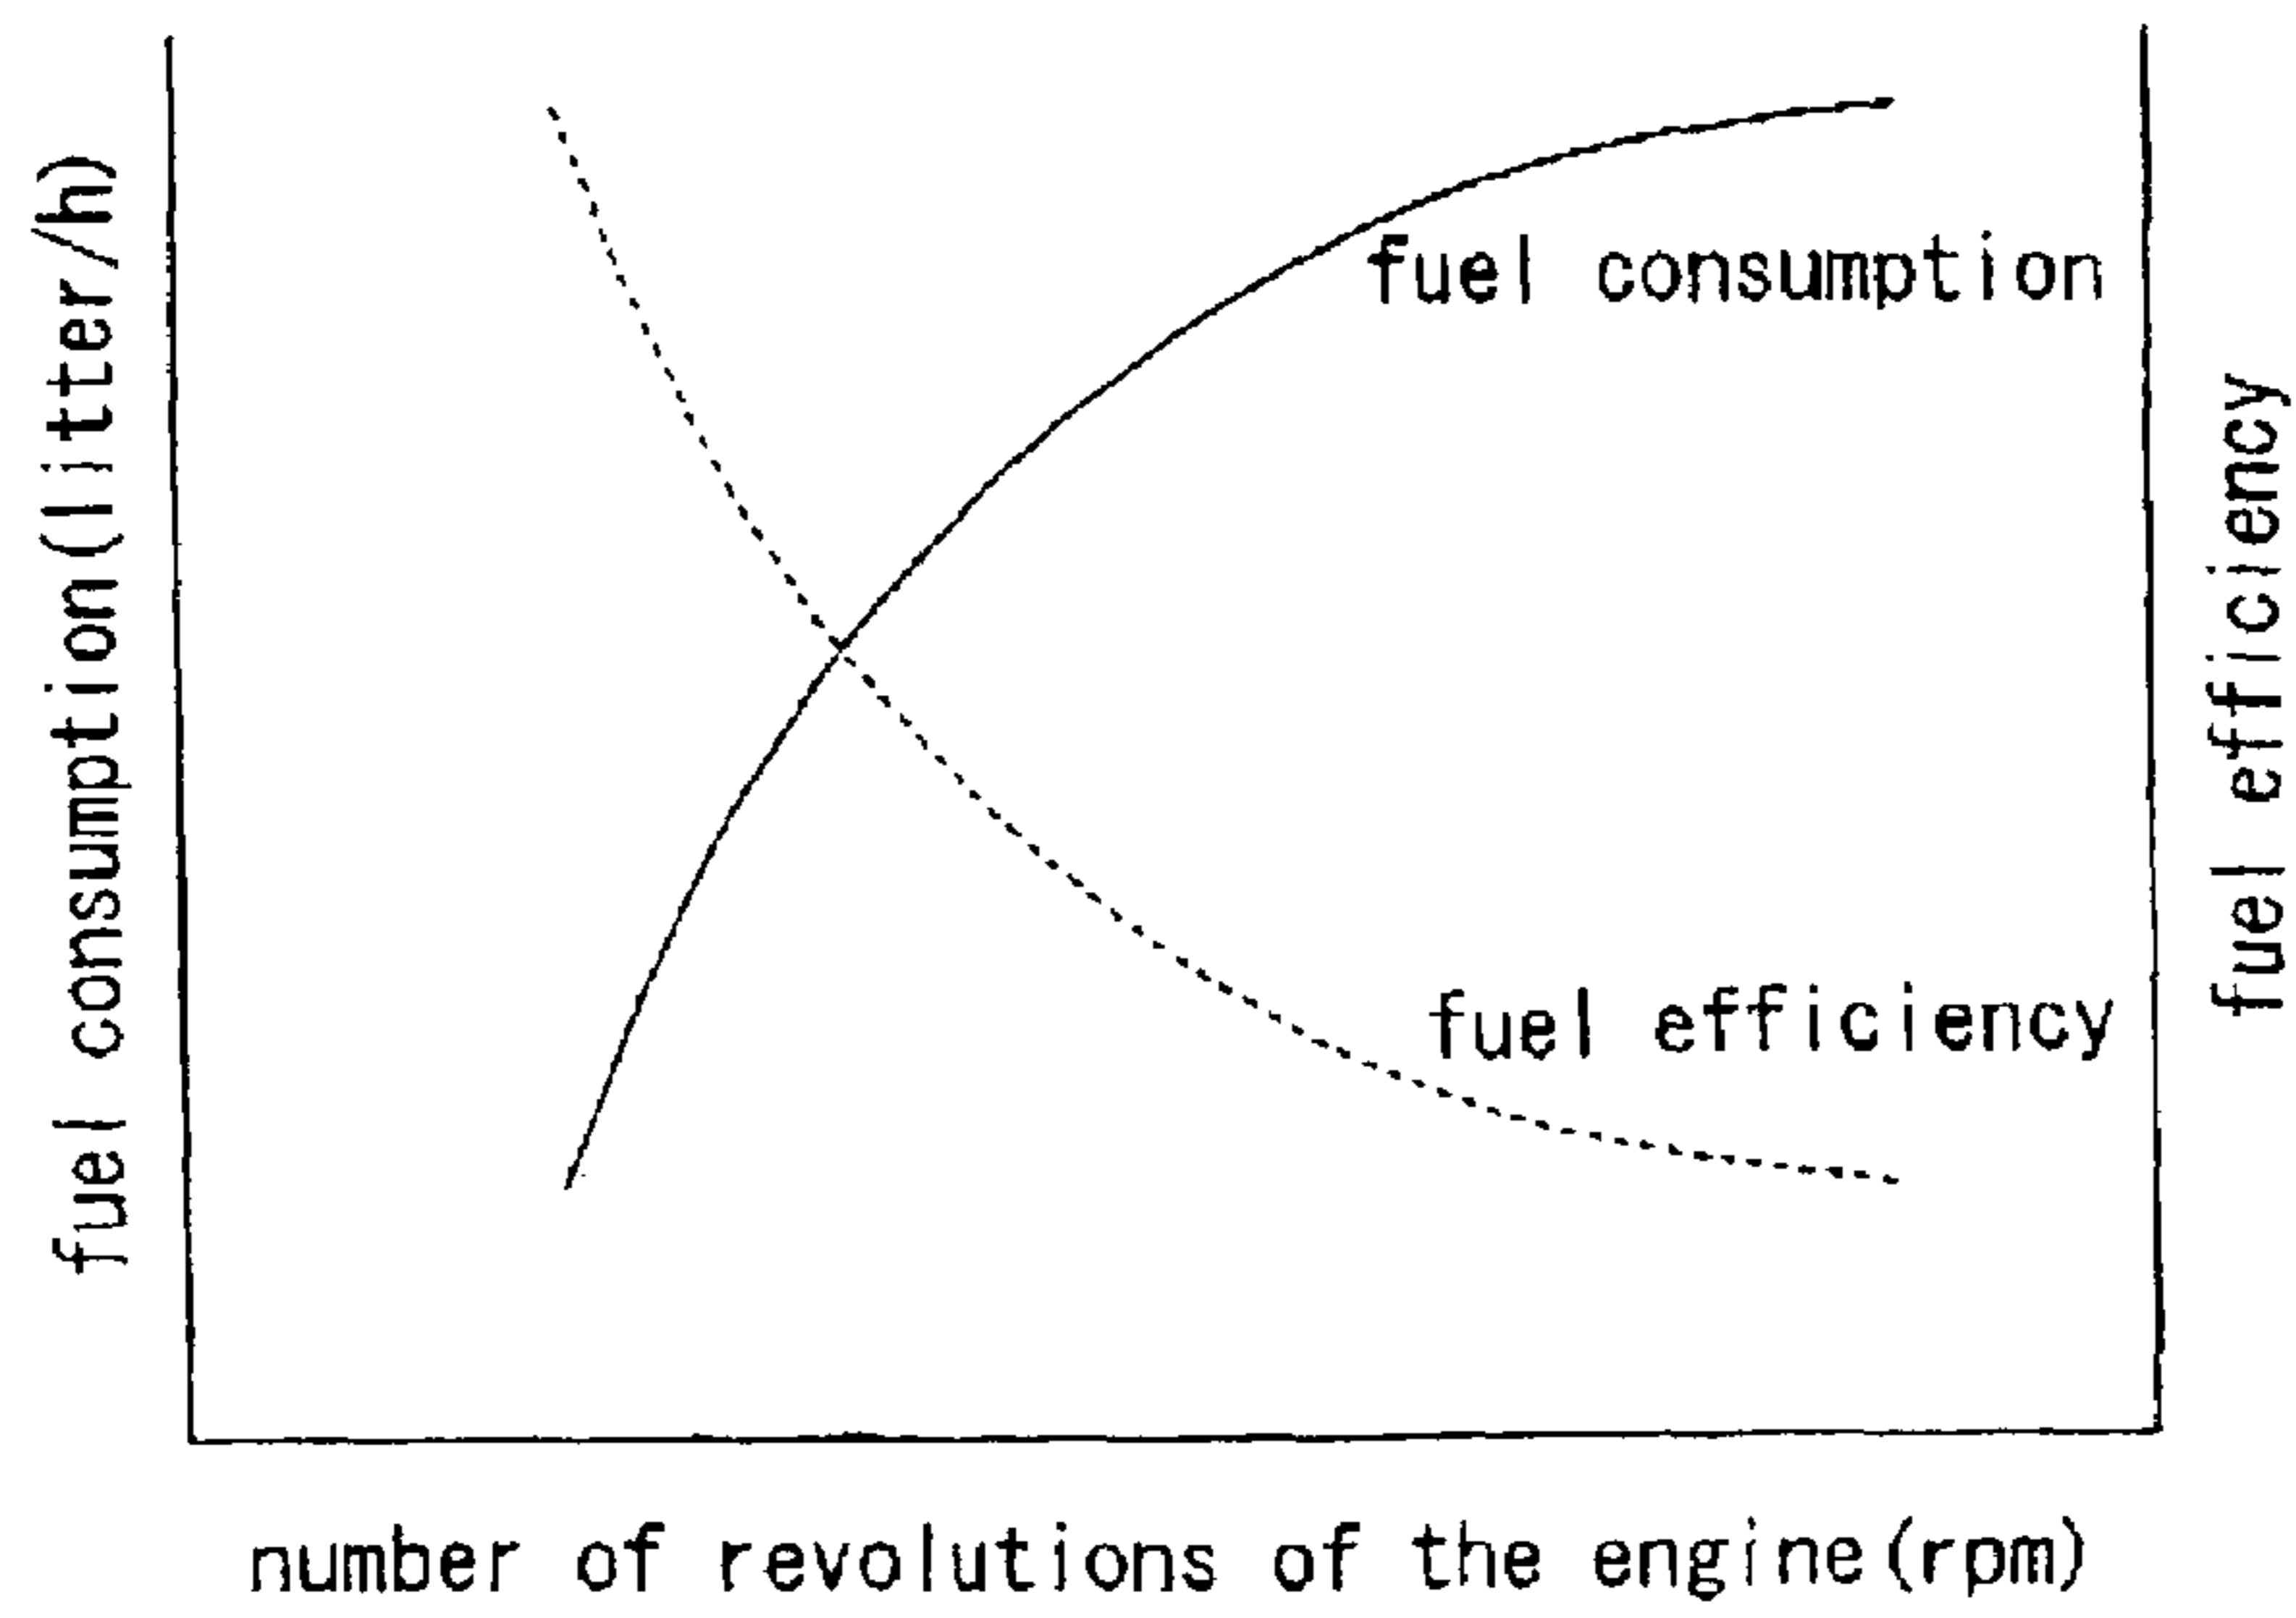 fuel consumption(litter/h)
fuel consumption
fuel efficiency
fuel efficiency
number of revolutions of the engine(rpm)